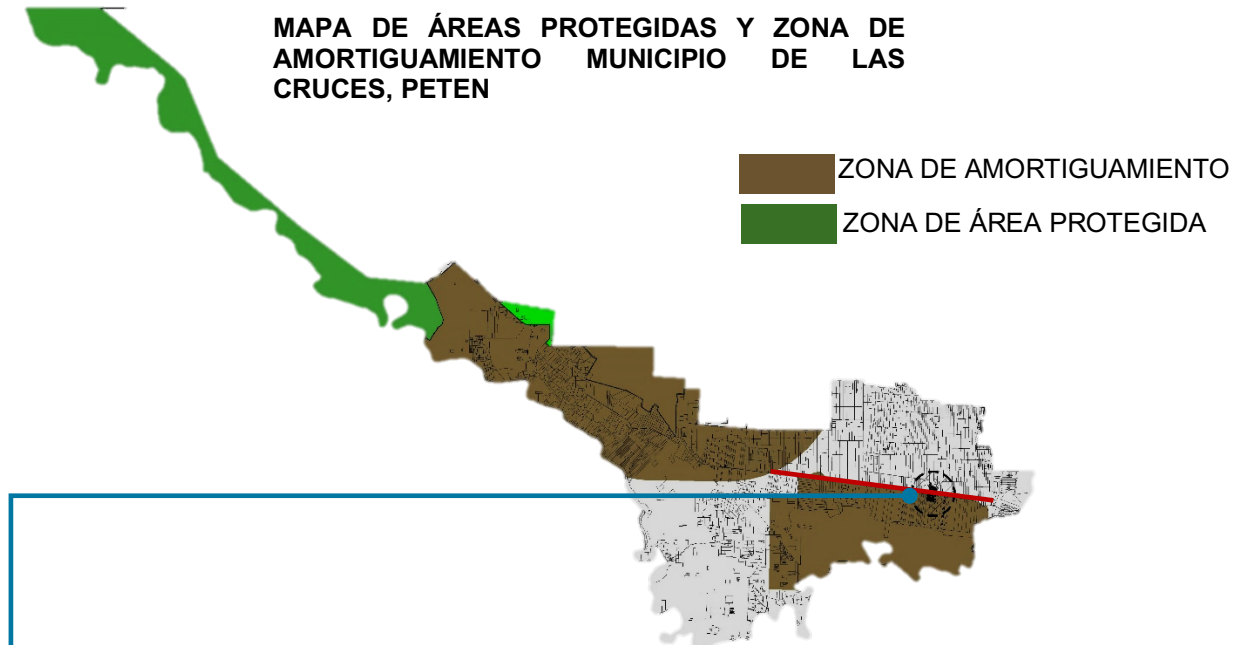 MAPA DE ÁREAS PROTEGIDAS Y ZONA DE
AMORTIGUAMIENTO MUNICIPIO DE LAS
CRUCES, PETEN
ZONA DE AMORTIGUAMIENTO
ZONA DE ÁREA PROTEGIDA